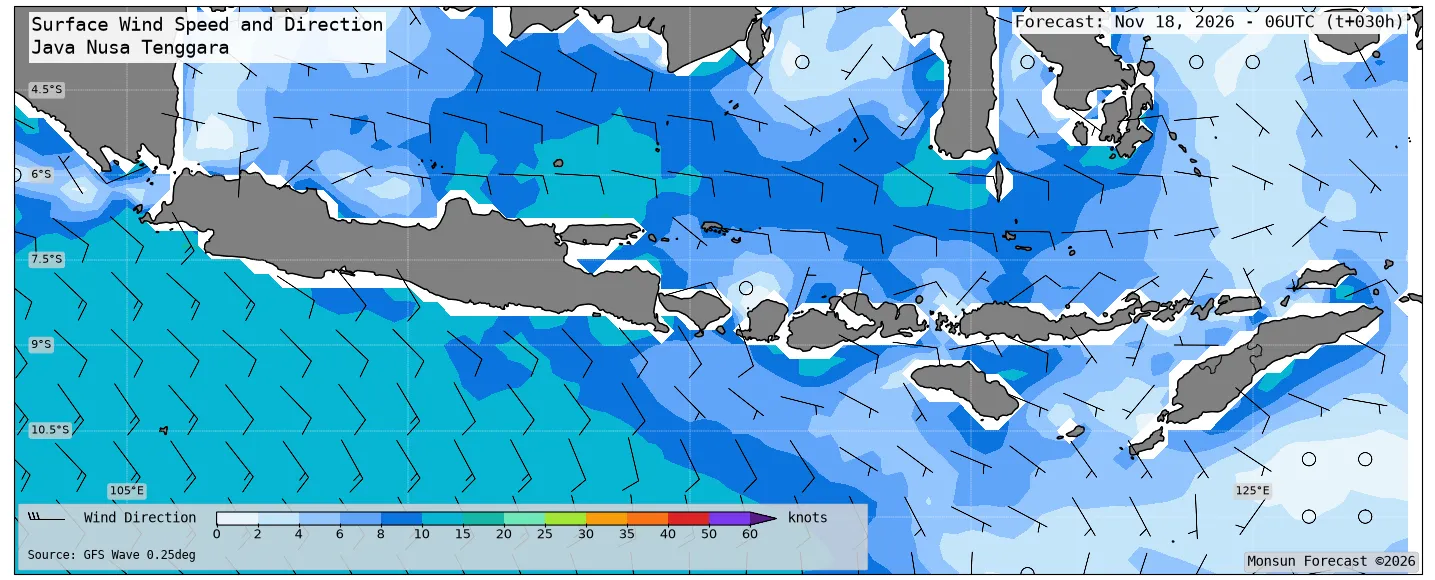 Surface Wind Speed and Direction
Java Nusa Tenggara
Forecast: Nov 18, 2026 - 06UTC (t+030h)
4.5°S
6°S
7.5°S
9°S
10.5°S
105°E
125°E
Wind Direction
knots
0 2 4 6 8 10 15 20 25 30 35 40 50 60
Source: GFS Wave 0.25deg
Monsun Forecast ©2026